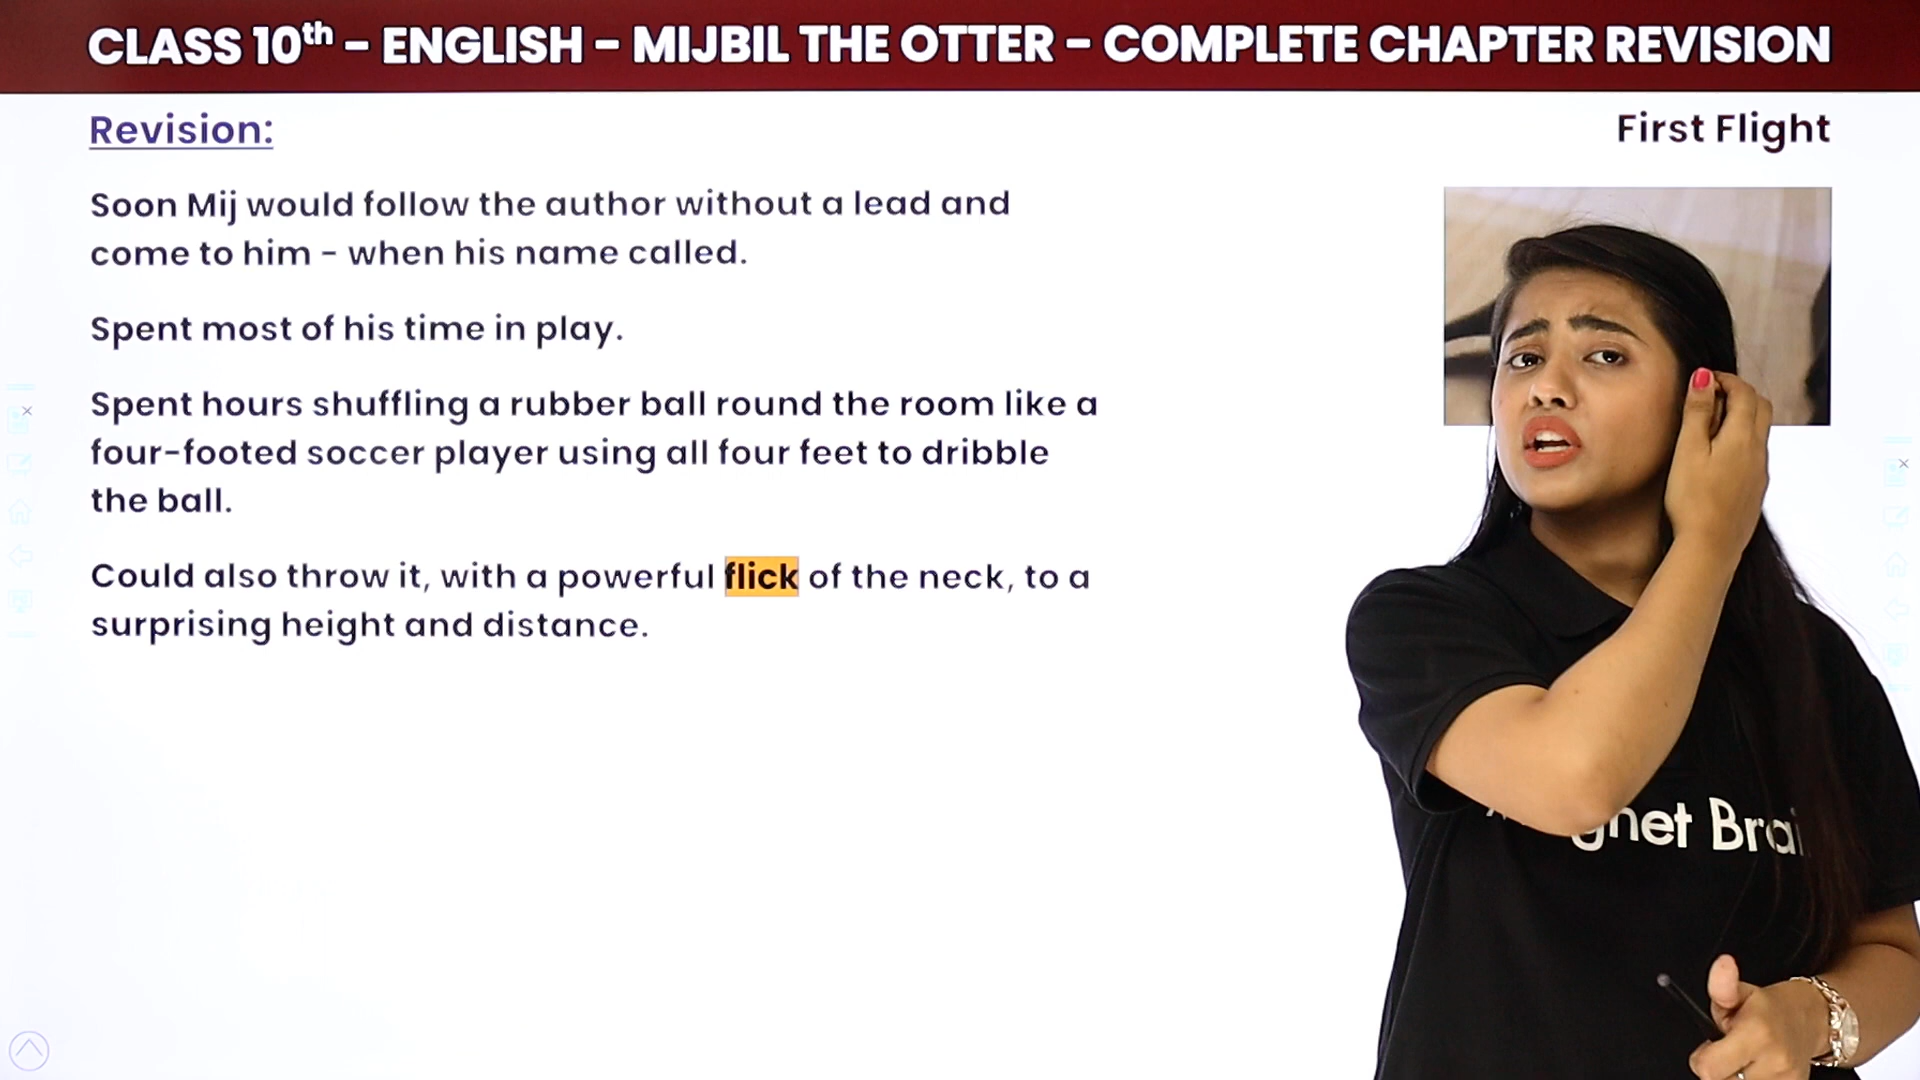 CLASS 10th - ENGLISH - MIJBIL THE OTTER - COMPLETE CHAPTER REVISION
Revision:
First Flight
Soon Mij would follow the author without a lead and
come to him - when his name called.
Spent most of his time in play.
Spent hours shuffling a rubber ball round the room like a
four-footed soccer player using all four feet to dribble
the ball.
Could also throw it, with a powerful flick of the neck, to a
surprising height and distance.